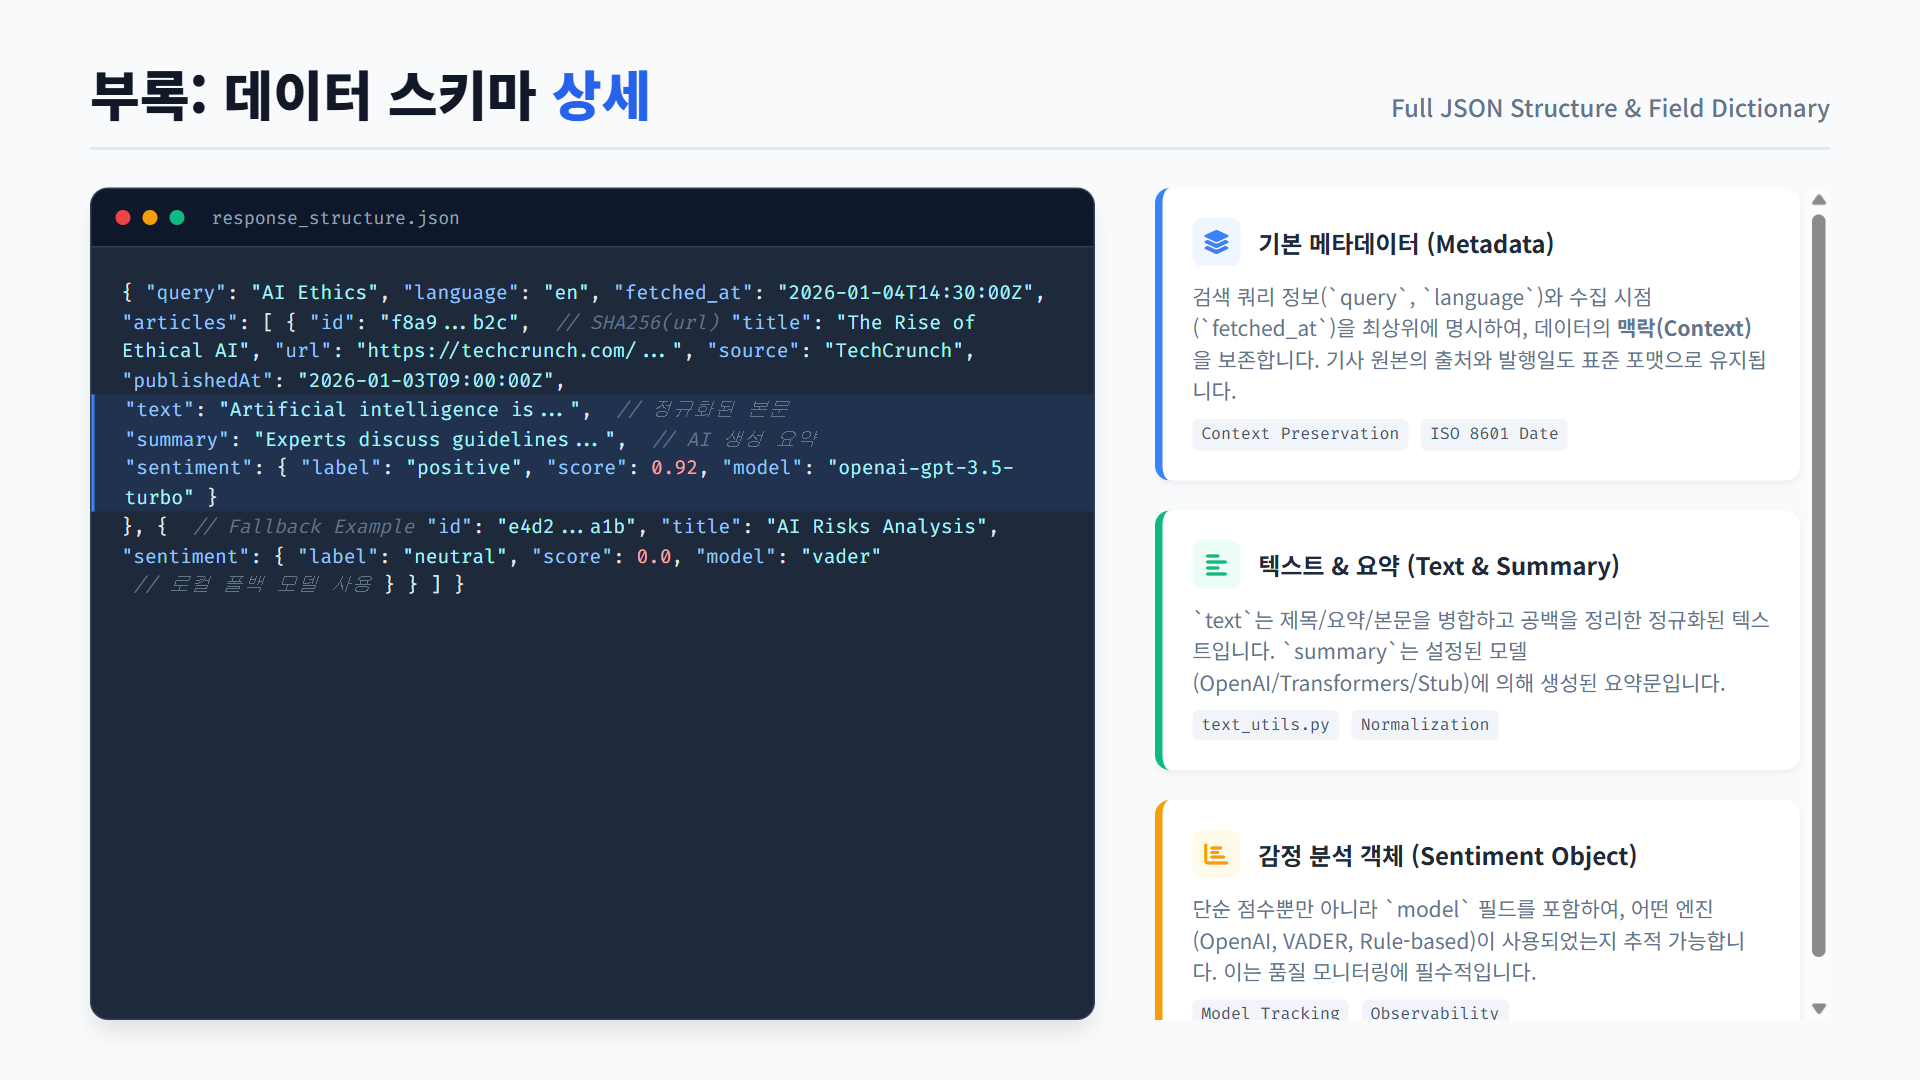 부록: 데이터 스키마 상세
Full JSON Structure & Field Dictionary
response_structure.json
{ "query": "AI Ethics", "language": "en", "fetched_at": "2026-01-04T14:30:00Z",
"articles": [ { "id": "f8a9...b2c", // SHA256(url) "title": "The Rise of
Ethical AI", "url": "https://techcrunch.com/...", "source": "TechCrunch",
"publishedAt": "2026-01-03T09:00:00Z",
"text": "Artificial intelligence is...", // 정규화된 본문
"summary": "Experts discuss guidelines...", // AI 생성 요약
"sentiment": { "label": "positive", "score": 0.92, "model": "openai-gpt-3.5-
turbo" }
}, { // Fallback Example "id": "e4d2...a1b", "title": "AI Risks Analysis",
"sentiment": { "label": "neutral", "score": 0.0, "model": "vader"
// 로컬 폴백 모델 사용 } } ] }
기본 메타데이터 (Metadata)
검색 쿼리 정보(`query`, `language`)와 수집 시점
(`fetched_at`)을 최상위에 명시하여, 데이터의 맥락(Context)
을 보존합니다. 기사 원본의 출처와 발행일도 표준 포맷으로 유지됩
니다.
Context Preservation
ISO 8601 Date
텍스트 & 요약 (Text & Summary)
`text`는 제목/요약/본문을 병합하고 공백을 정리한 정규화된 텍스
트입니다. `summary`는 설정된 모델
(OpenAI/Transformers/Stub)에 의해 생성된 요약문입니다.
text_utils.py
Normalization
감정 분석 객체 (Sentiment Object)
단순 점수뿐만 아니라 `model` 필드를 포함하여, 어떤 엔진
(OpenAI, VADER, Rule-based)이 사용되었는지 추적 가능합니
다. 이는 품질 모니터링에 필수적입니다.
Model Tracking
Observability